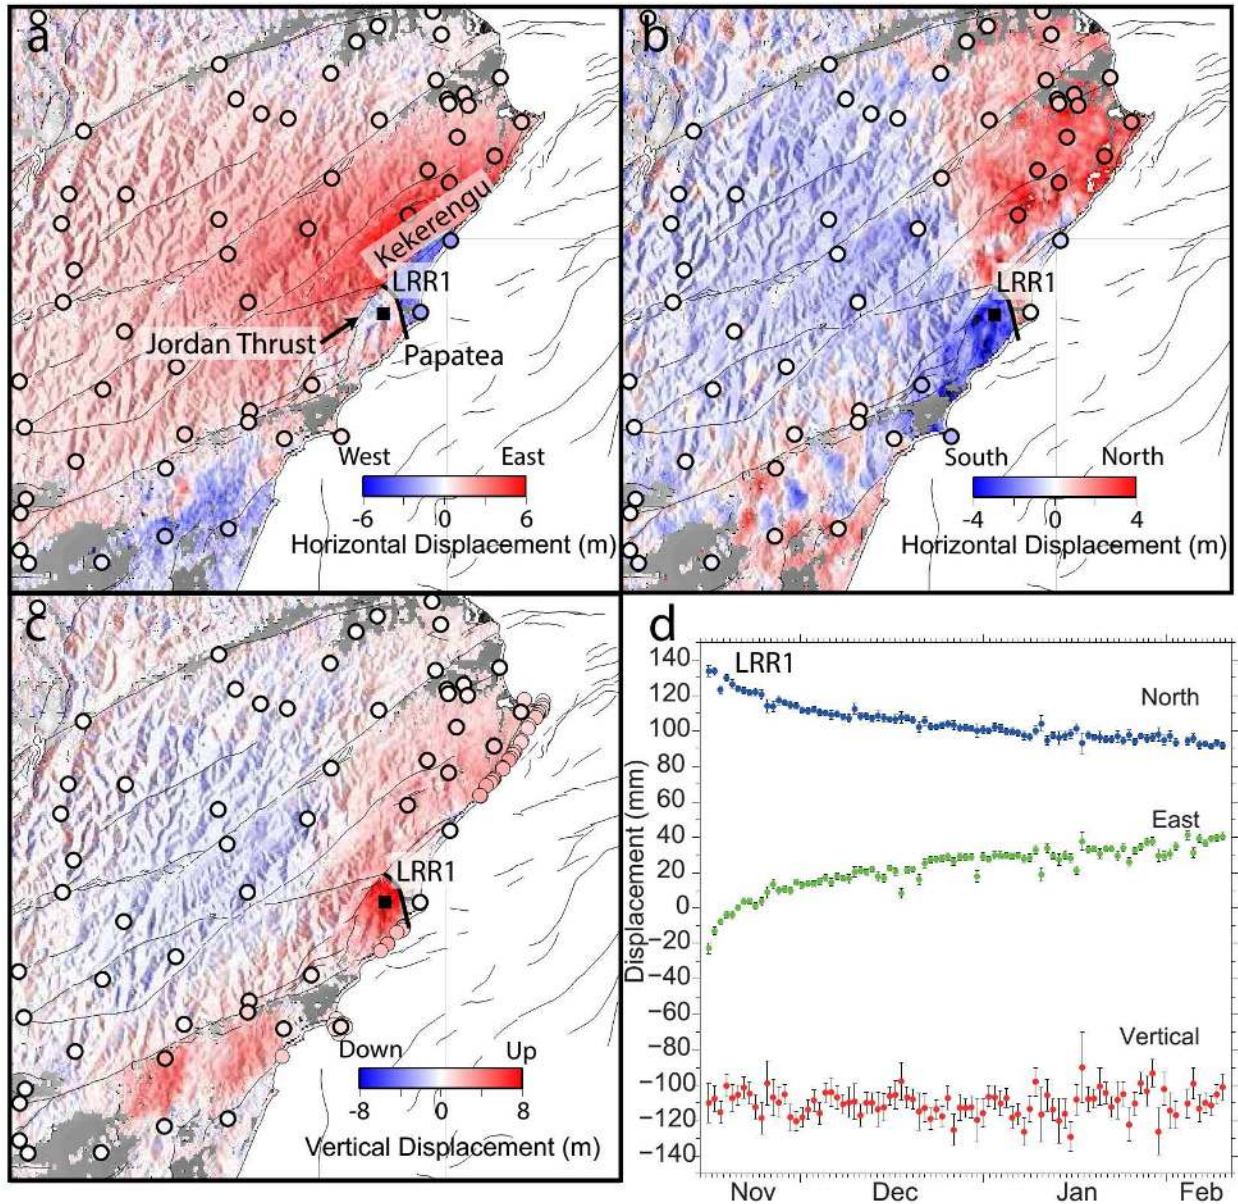 a
Kekerengu
LRR1
Jordan Thrust
Papatea
West East
-6 0 6
Horizontal Displacement (m)
b
LRR1
South North
-4 0 4
Horizontal Displacement (m)
c
LRR1
Down Up
-8 0 8
Vertical Displacement (m)
d
LRR1
North
East
Vertical
Displacement (mm)
140
120
100
80
60
40
20
0
−20
−40
−60
−80
−100
−120
−140
Nov Dec Jan Feb